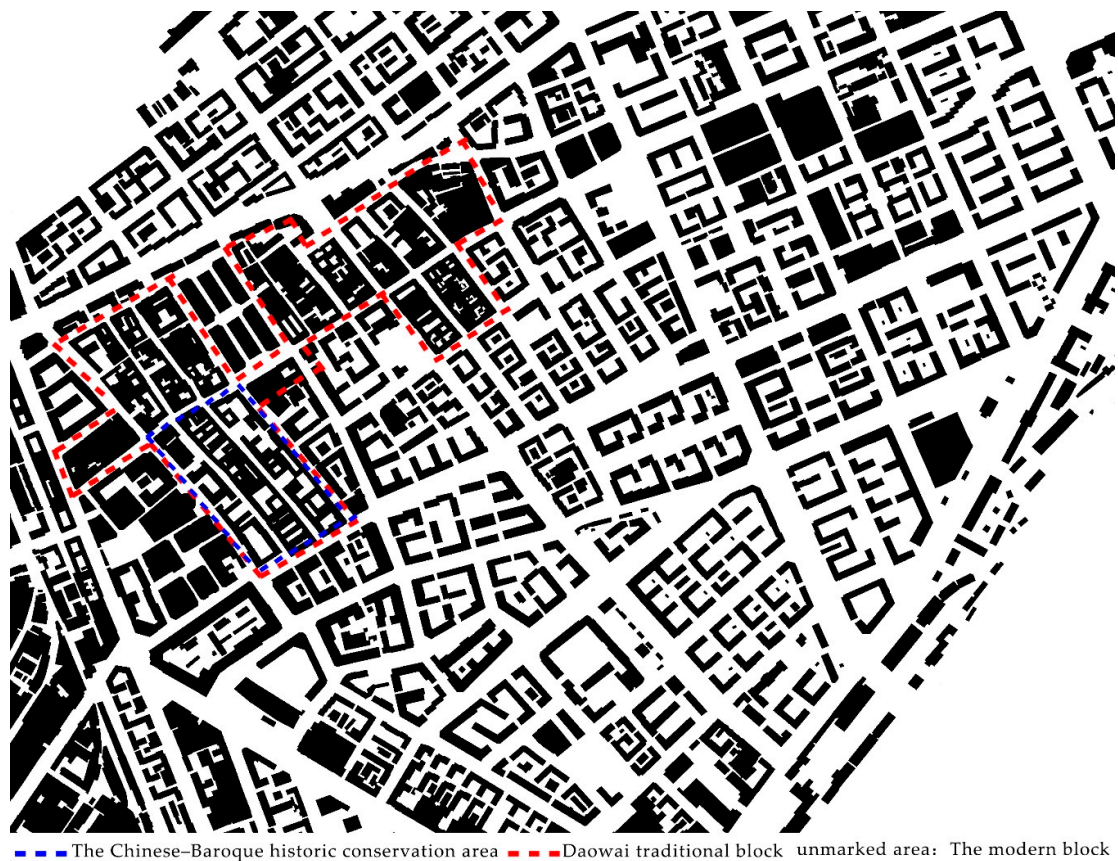 The Chinese–Baroque historic conservation area Daowai traditional block unmarked area: The modern block